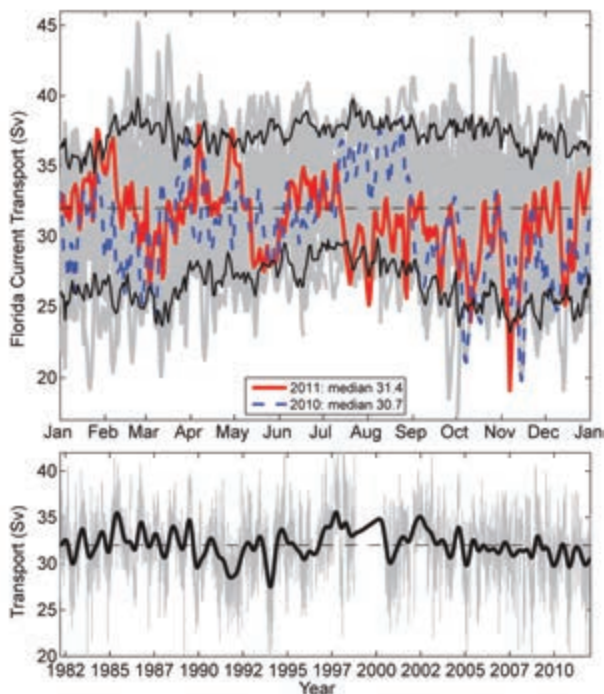 45
40
35
30
25
20
Florida Current Transport (Sv)
2011: median 31.4
2010: median 30.7
Jan Feb Mar Apr May Jun Jul Aug Sep Oct Nov Dec Jan
40
35
30
25
20
Transport (Sv)
1982 1985 1987 1990 1992 1995 1997 2000 2002 2005 2007 2010
Year